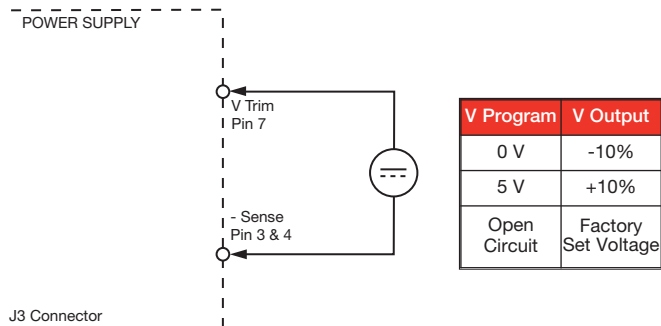 POWER SUPPLY
V Trim
Pin 7
- Sense
Pin 3 & 4
J3 Connector
V Program V Output
0 V -10%
5 V +10%
Open Factory
Circuit Set Voltage